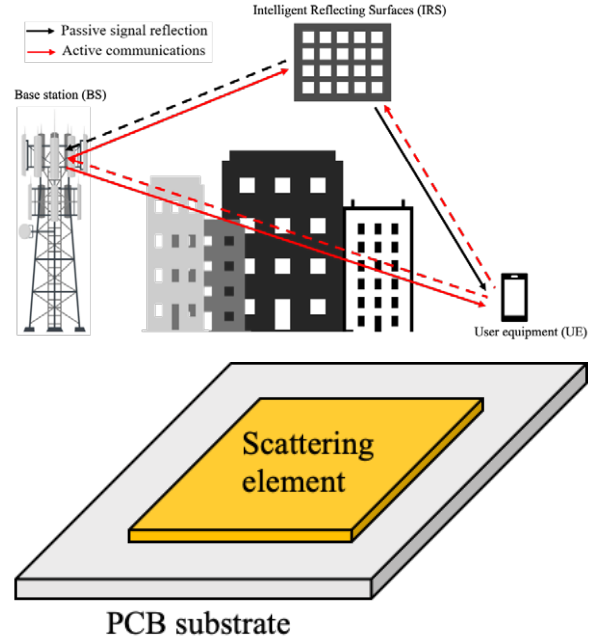 Intelligent Reflecting Surfaces (IRS)
Passive signal reflection
Active communications
Base station (BS)
User equipment (UE)
Scattering
element
PCB substrate